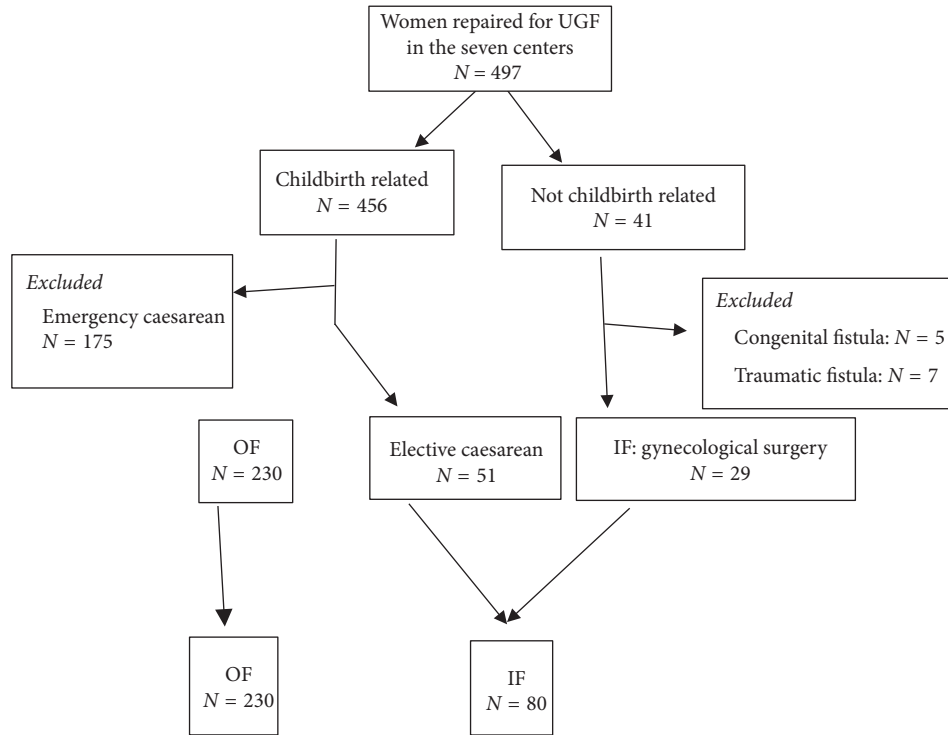 Women repaired for UGF
in the seven centers
N = 497
Childbirth related
N = 456
Not childbirth related
N = 41
Excluded
Emergency caesarean
N = 175
Excluded
Congenital fistula: N = 5
Traumatic fistula: N = 7
OF
N = 230
Elective caesarean
N = 51
IF: gynecological surgery
N = 29
OF
N = 230
IF
N = 80